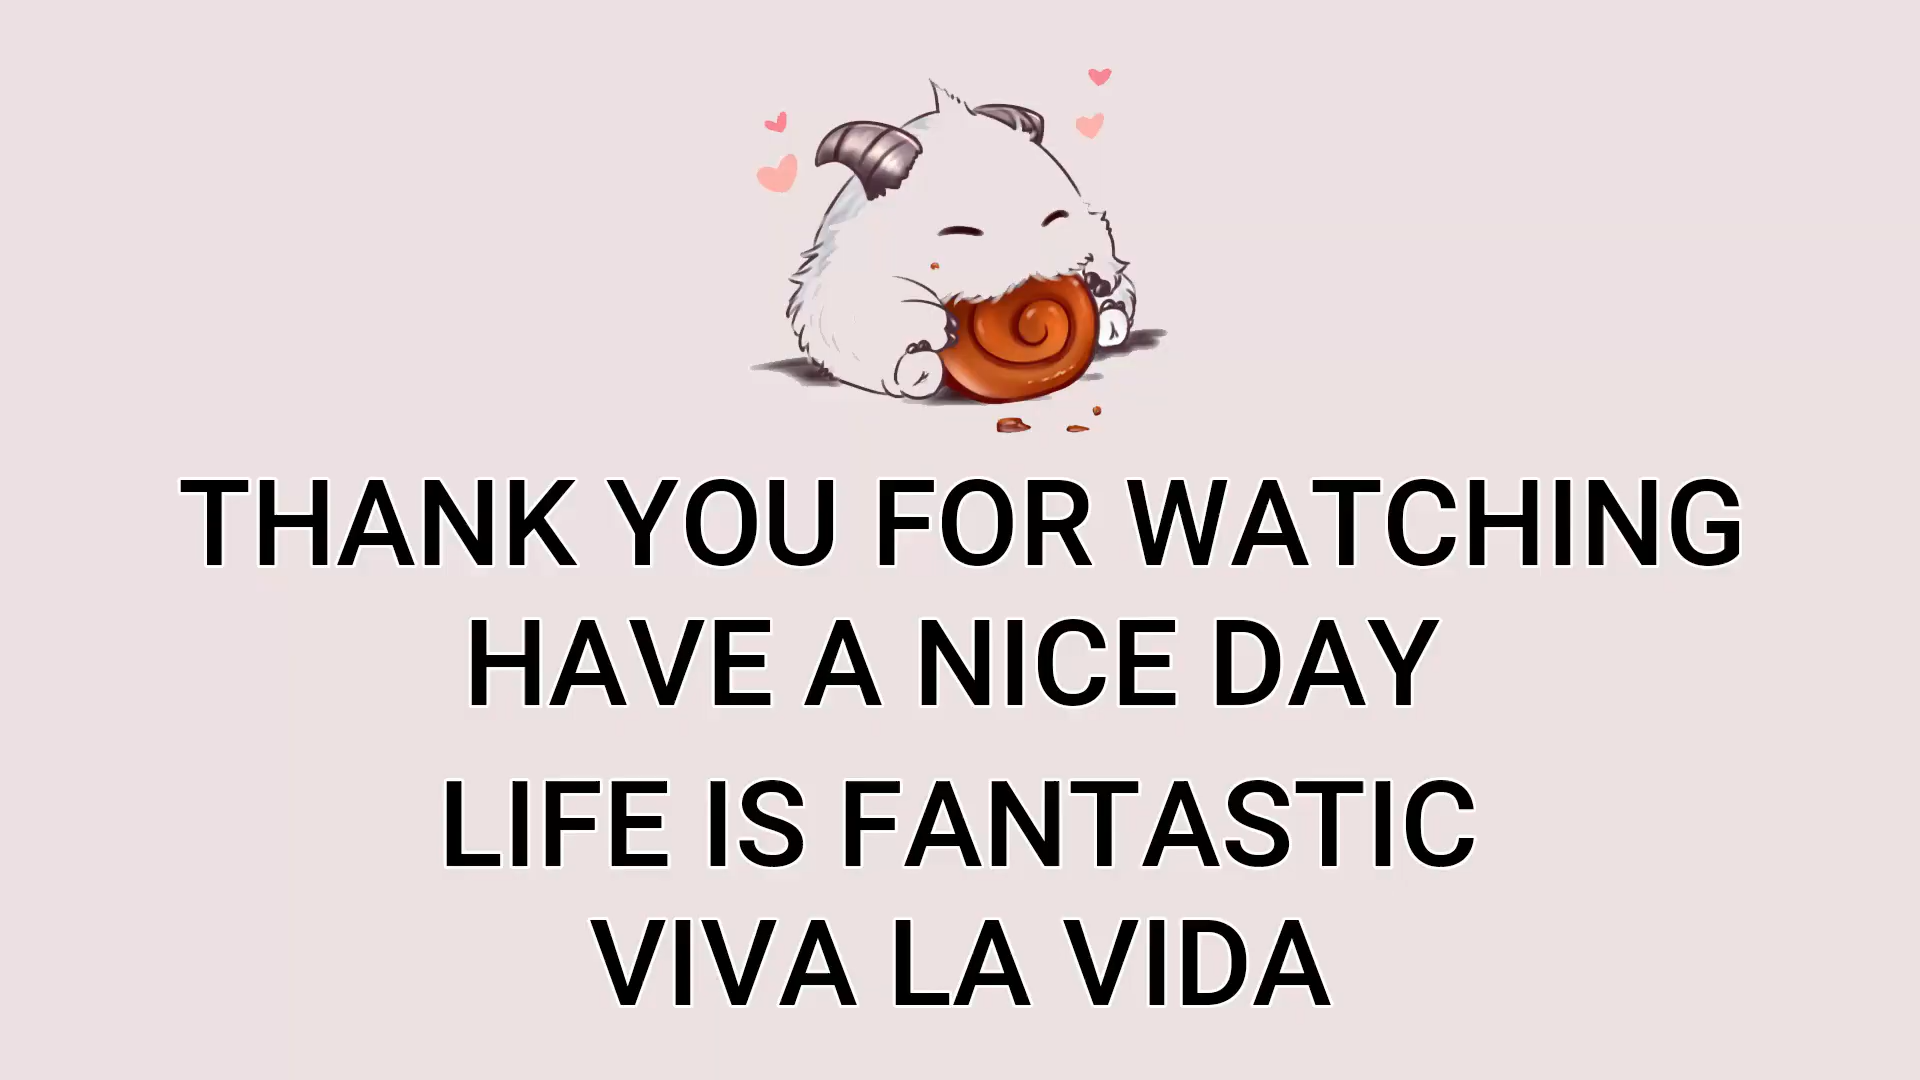 THANK YOU FOR WATCHING
HAVE A NICE DAY
LIFE IS FANTASTIC
VIVA LA VIDA